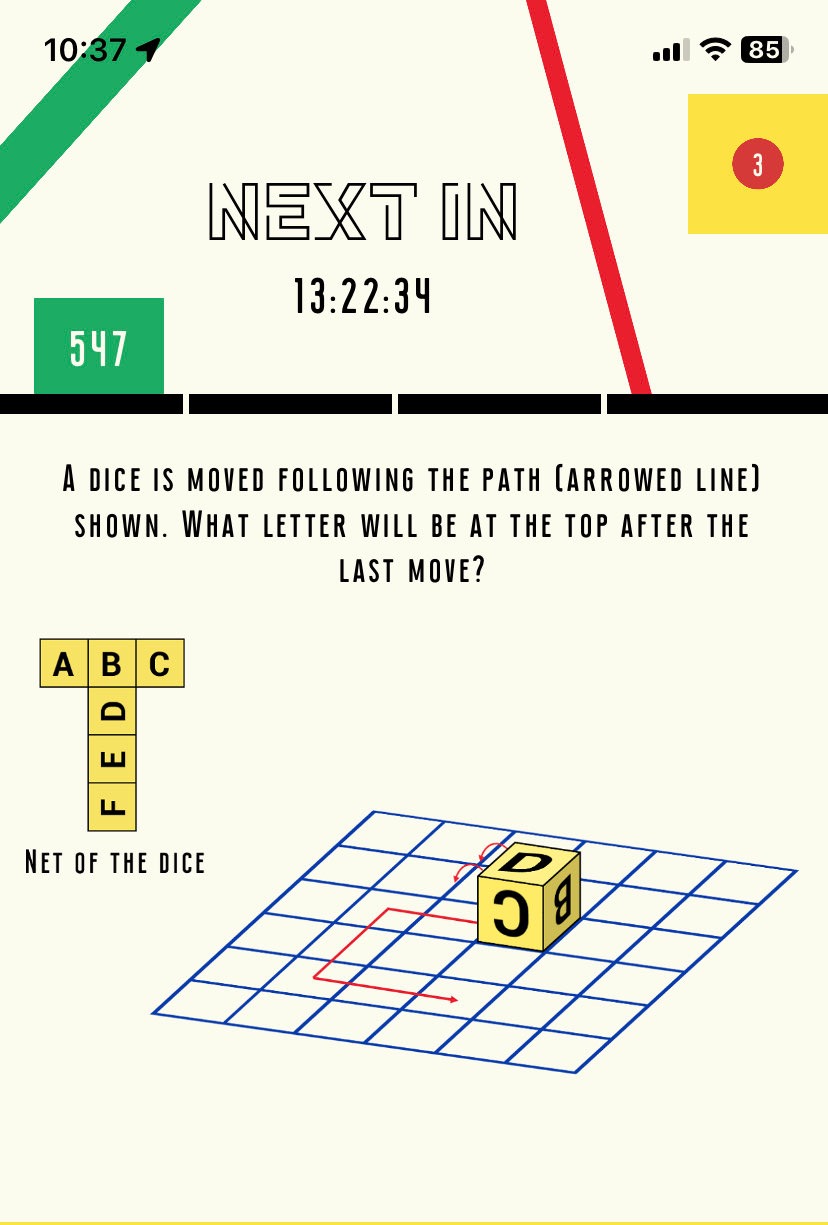 10:37
85
3
NEXT IN
13:22:34
547
A DICE IS MOVED FOLLOWING THE PATH (ARROWED LINE)
SHOWN. WHAT LETTER WILL BE AT THE TOP AFTER THE
LAST MOVE?
A B C
D
E
F
NET OF THE DICE
D
C B